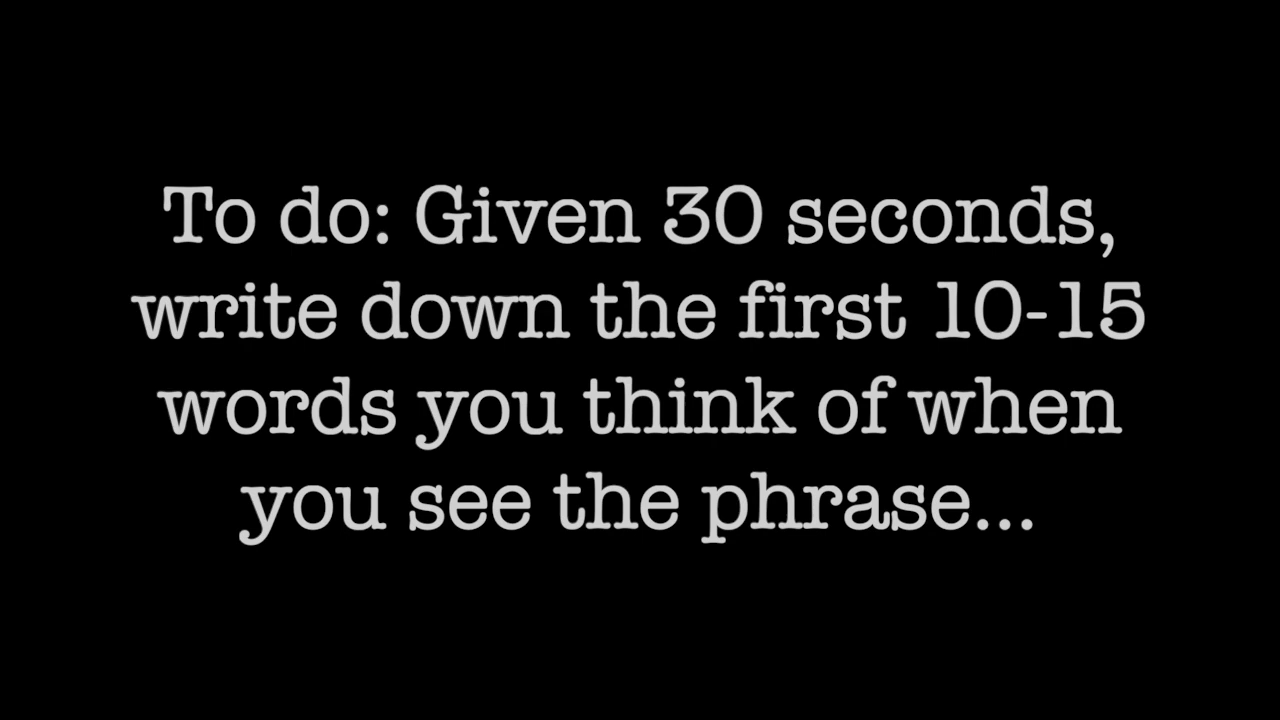 To do: Given 30 seconds,
write down the first 10-15
words you think of when
you see the phrase...